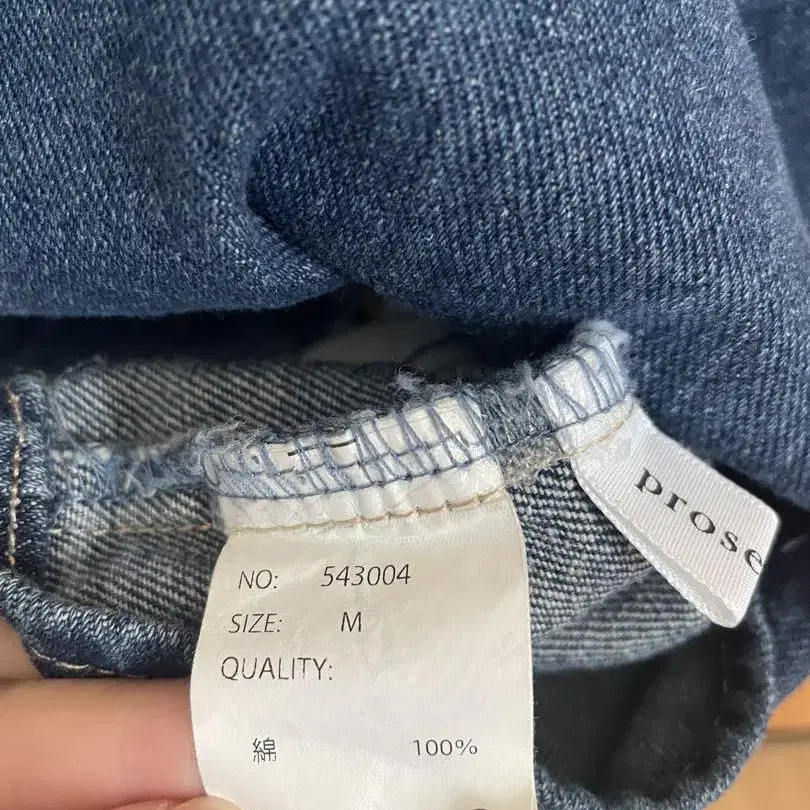 NO: 543004
SIZE: M
QUALITY:
綿 100%
prose